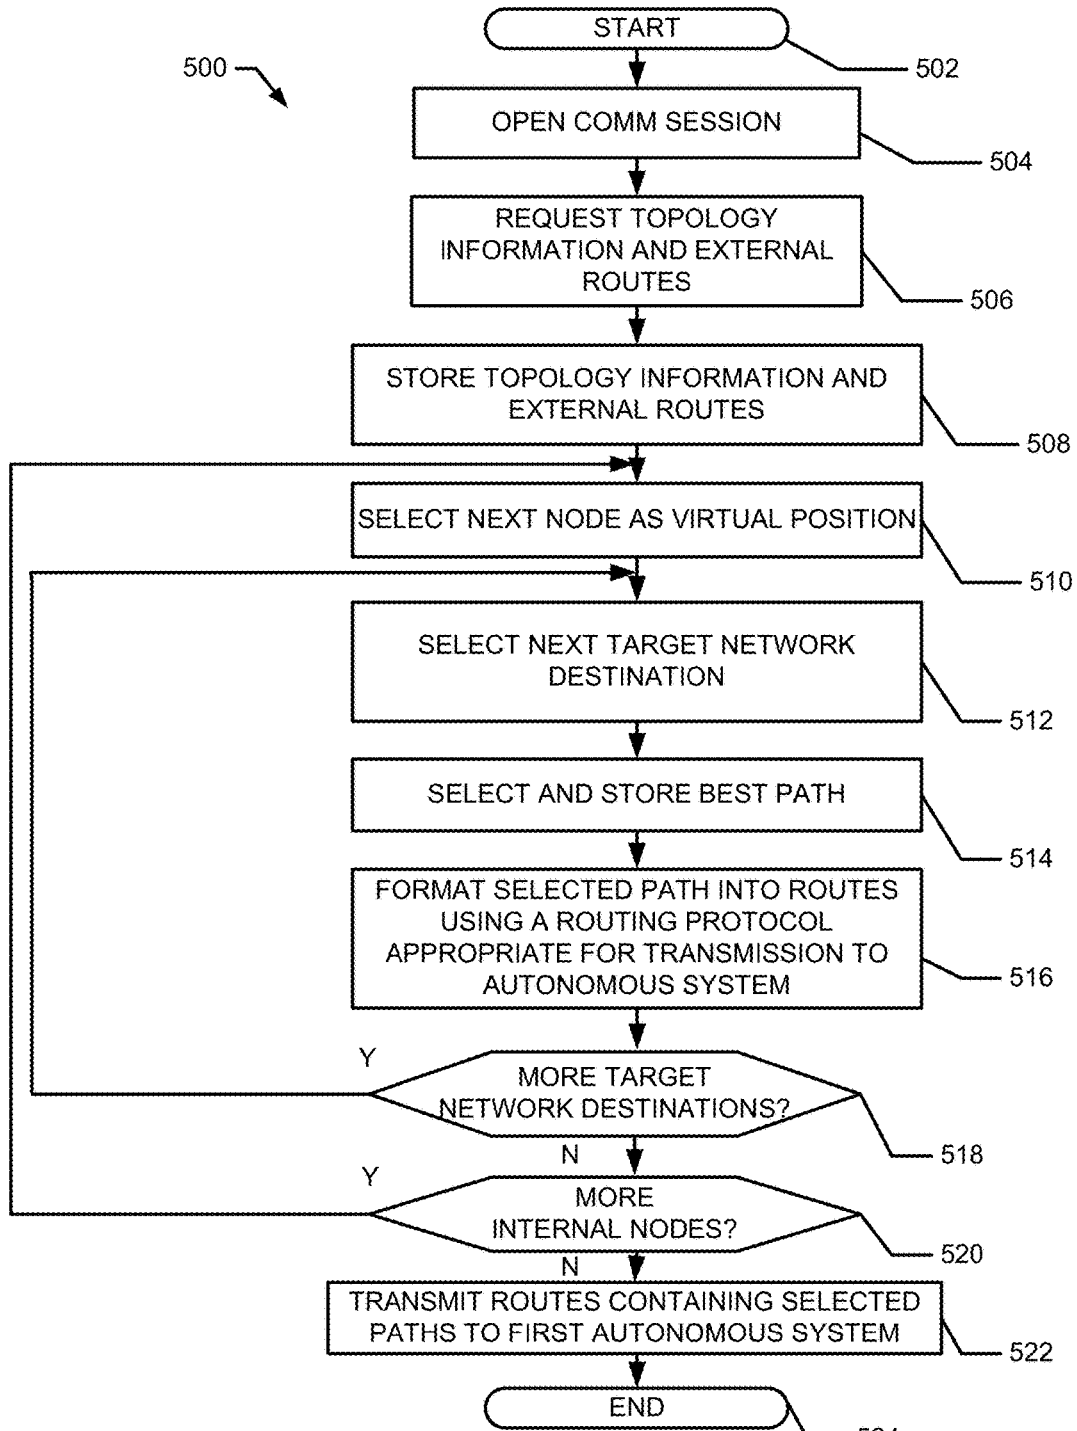 START
500
502
OPEN COMM SESSION
504
REQUEST TOPOLOGY
INFORMATION AND EXTERNAL
ROUTES
506
STORE TOPOLOGY INFORMATION AND
EXTERNAL ROUTES
508
SELECT NEXT NODE AS VIRTUAL POSITION
510
SELECT NEXT TARGET NETWORK
DESTINATION
512
SELECT AND STORE BEST PATH
514
FORMAT SELECTED PATH INTO ROUTES
USING A ROUTING PROTOCOL
APPROPRIATE FOR TRANSMISSION TO
AUTONOMOUS SYSTEM
516
Y
MORE TARGET
NETWORK DESTINATIONS?
518
N
Y
MORE
INTERNAL NODES?
520
N
TRANSMIT ROUTES CONTAINING SELECTED
PATHS TO FIRST AUTONOMOUS SYSTEM
522
END